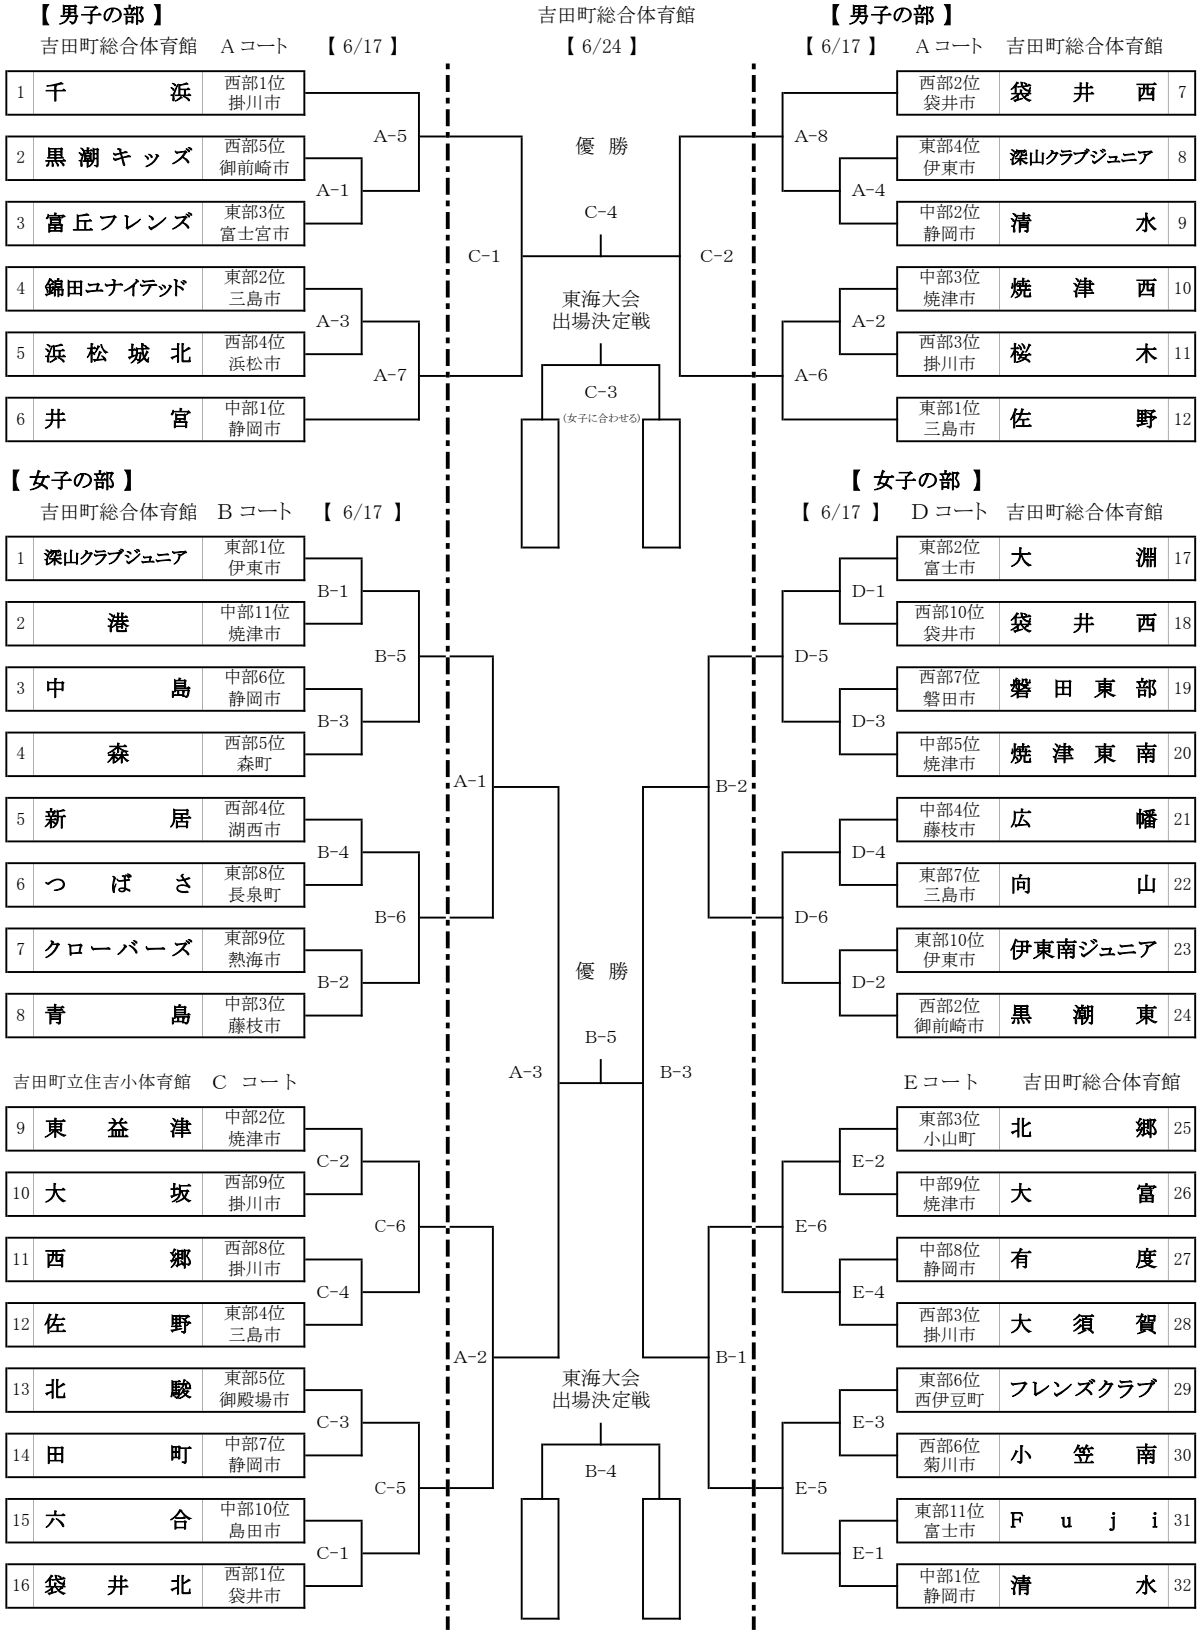 【 男子の部 】
吉田町総合体育館 A コート 【 6/17 】
1 千浜 西部1位 掛川市
2 黒潮キッズ 西部5位 御前崎市
3 富丘フレンズ 東部3位 富士宮市
4 錦田ユナイテッド 東部2位 三島市
5 浜松城北 西部4位 浜松市
6 井宮 中部1位 静岡市
A-5
A-1
A-3
A-7
吉田町総合体育館
【 6/24 】
優 勝
C-4
C-1
C-2
東海大会
出場決定戦
C-3
(女子に合わせる)
【 男子の部 】
【 6/17 】 A コート 吉田町総合体育館
西部2位 袋井市 袋井西 7
東部4位 伊東市 深山クラブジュニア 8
中部2位 静岡市 清水 9
中部3位 焼津市 焼津西 10
西部3位 掛川市 桜木 11
東部1位 三島市 佐野 12
A-8
A-4
A-2
A-6
【 女子の部 】
吉田町総合体育館 B コート 【 6/17 】
1 深山クラブジュニア 東部1位 伊東市
2 港 中部11位 焼津市
3 中島 中部6位 静岡市
4 森 西部5位 森町
5 新居 西部4位 湖西市
6 つばさ 東部8位 長泉町
7 クローバーズ 東部9位 熱海市
8 青島 中部3位 藤枝市
B-1
B-5
B-3
B-4
B-6
B-2
吉田町立住吉小体育館 C コート
9 東益津 中部2位 焼津市
10 大坂 西部9位 掛川市
11 西郷 西部8位 掛川市
12 佐野 東部4位 三島市
13 北駿 東部5位 御殿場市
14 田町 中部7位 静岡市
15 六合 中部10位 島田市
16 袋井北 西部1位 袋井市
C-2
C-6
C-4
C-3
C-5
C-1
A-1
B-2
優 勝
B-5
A-3
B-3
A-2
B-1
東海大会
出場決定戦
B-4
【 女子の部 】
【 6/17 】 D コート 吉田町総合体育館
東部2位 富士市 大淵 17
西部10位 袋井市 袋井西 18
西部7位 磐田市 磐田東部 19
中部5位 焼津市 焼津東南 20
中部4位 藤枝市 広幡 21
東部7位 三島市 向山 22
東部10位 伊東市 伊東南ジュニア 23
西部2位 御前崎市 黒潮東 24
D-1
D-5
D-3
D-4
D-6
D-2
E コート 吉田町総合体育館
東部3位 小山町 北郷 25
中部9位 焼津市 大富 26
中部8位 静岡市 有度 27
西部3位 掛川市 大須賀 28
東部6位 西伊豆町 フレンズクラブ 29
西部6位 菊川市 小笠南 30
東部11位 富士市 Fuji 31
中部1位 静岡市 清水 32
E-2
E-6
E-4
E-3
E-5
E-1